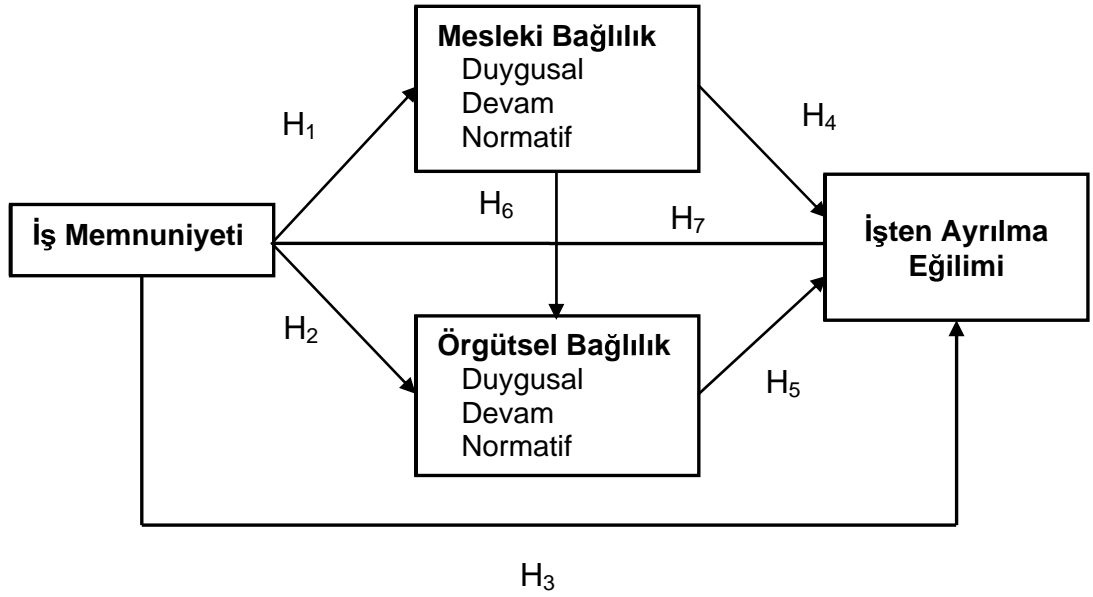 Mesleki Bağlılık
Duygusal
Devam
Normatif
H₁
H₄
H₆
H₇
İş Memnuniyeti
İşten Ayrılma
Eğilimi
H₂
Örgütsel Bağlılık
Duygusal
Devam
Normatif
H₅
H₃